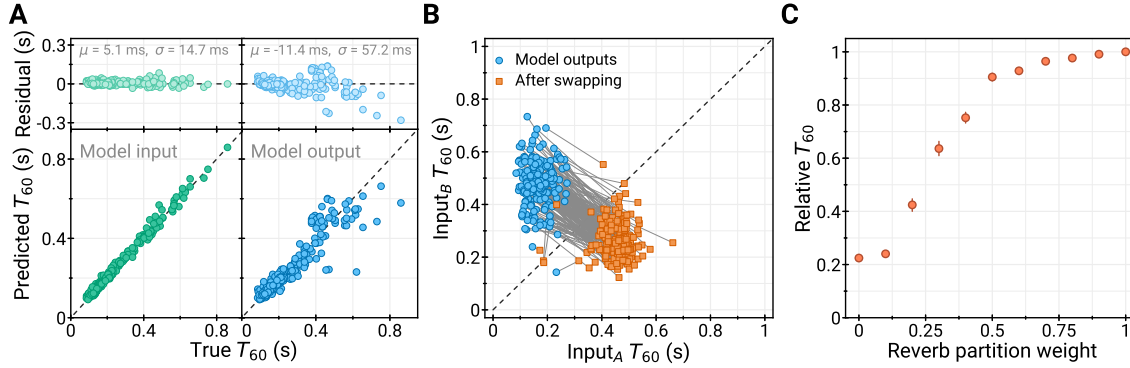 A
B
C
Residual (s)
0.3
0
-0.3
μ = 5.1 ms, σ = 14.7 ms
μ = -11.4 ms, σ = 57.2 ms
Predicted T60 (s)
0.8
0.4
0
Model input
Model output
0 0.4 0.8 0 0.4 0.8
True T60 (s)
InputB T60 (s)
1
0.8
0.6
0.4
0.2
0
Model outputs
After swapping
0 0.2 0.4 0.6 0.8 1
InputA T60 (s)
Relative T60
1
0.8
0.6
0.4
0.2
0
0 0.25 0.5 0.75 1
Reverb partition weight